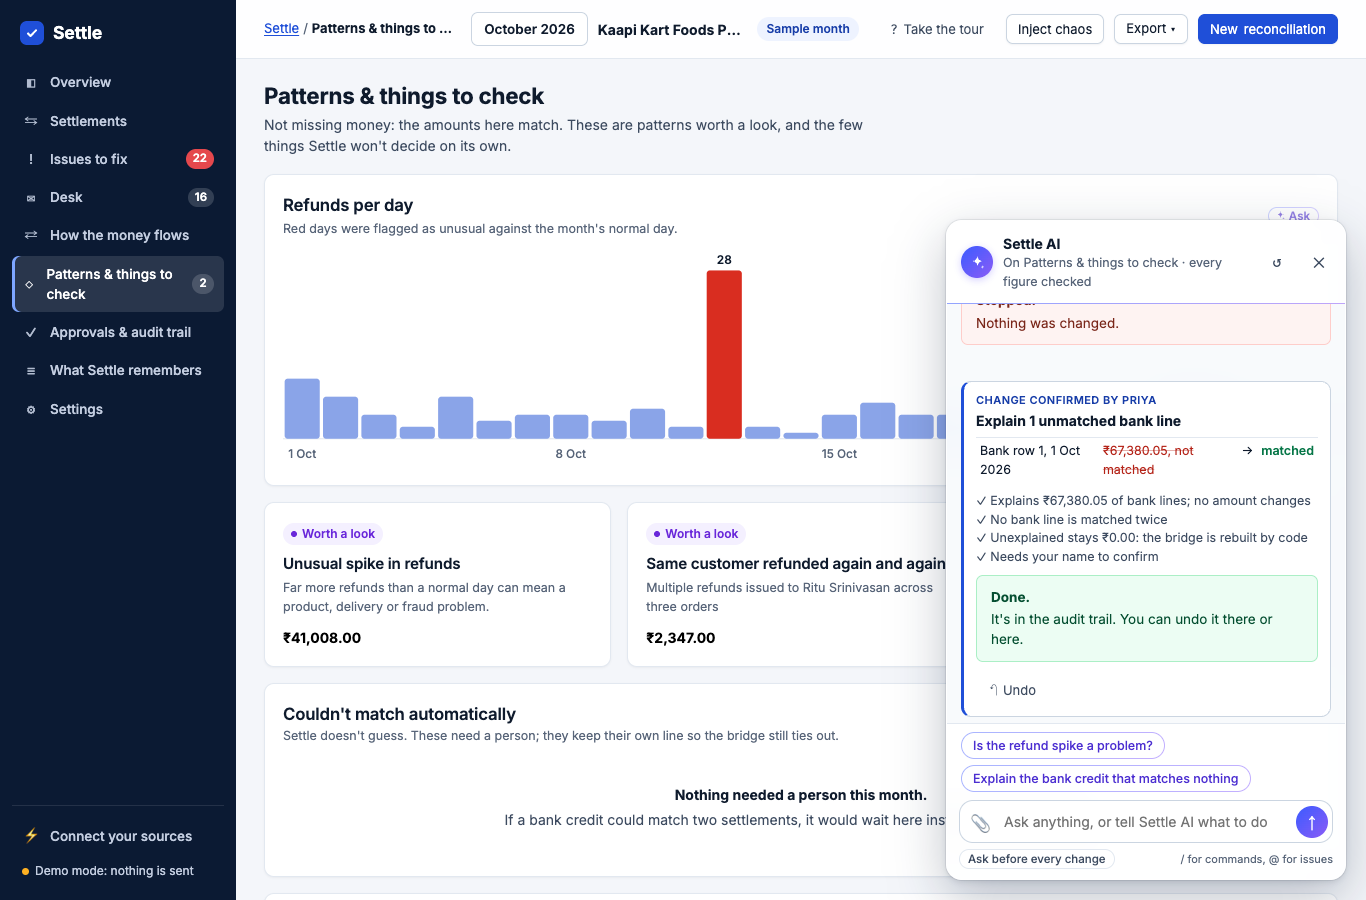 Settle
Overview
Settlements
Issues to fix
22
Desk
16
How the money flows
Patterns & things to check
2
Approvals & audit trail
What Settle remembers
Settings
Connect your sources
Demo mode: nothing is sent
Settle / Patterns & things to ...
October 2026
Kaapi Kart Foods P...
Sample month
? Take the tour
Inject chaos
Export ▾
New reconciliation
Patterns & things to check
Not missing money: the amounts here match. These are patterns worth a look, and the few
things Settle won't decide on its own.
Refunds per day
Red days were flagged as unusual against the month's normal day.
Ask
28
1 Oct
8 Oct
15 Oct
Worth a look
Unusual spike in refunds
Far more refunds than a normal day can mean a
product, delivery or fraud problem.
₹41,008.00
Worth a look
Same customer refunded again and again
Multiple refunds issued to Ritu Srinivasan across
three orders
₹2,347.00
Couldn't match automatically
Settle doesn't guess. These need a person; they keep their own line so the bridge still ties out.
Nothing needed a person this month.
If a bank credit could match two settlements, it would wait here
Settle AI
On Patterns & things to check · every
figure checked
Stopped.
Nothing was changed.
CHANGE CONFIRMED BY PRIYA
Explain 1 unmatched bank line
Bank row 1, 1 Oct 2026
₹67,380.05, not matched
→ matched
✓ Explains ₹67,380.05 of bank lines; no amount changes
✓ No bank line is matched twice
✓ Unexplained stays ₹0.00: the bridge is rebuilt by code
✓ Needs your name to confirm
Done.
It's in the audit trail. You can undo it there or
here.
Undo
Is the refund spike a problem?
Explain the bank credit that matches nothing
Ask anything, or tell Settle AI what to do
Ask before every change
/ for commands, @ for issues